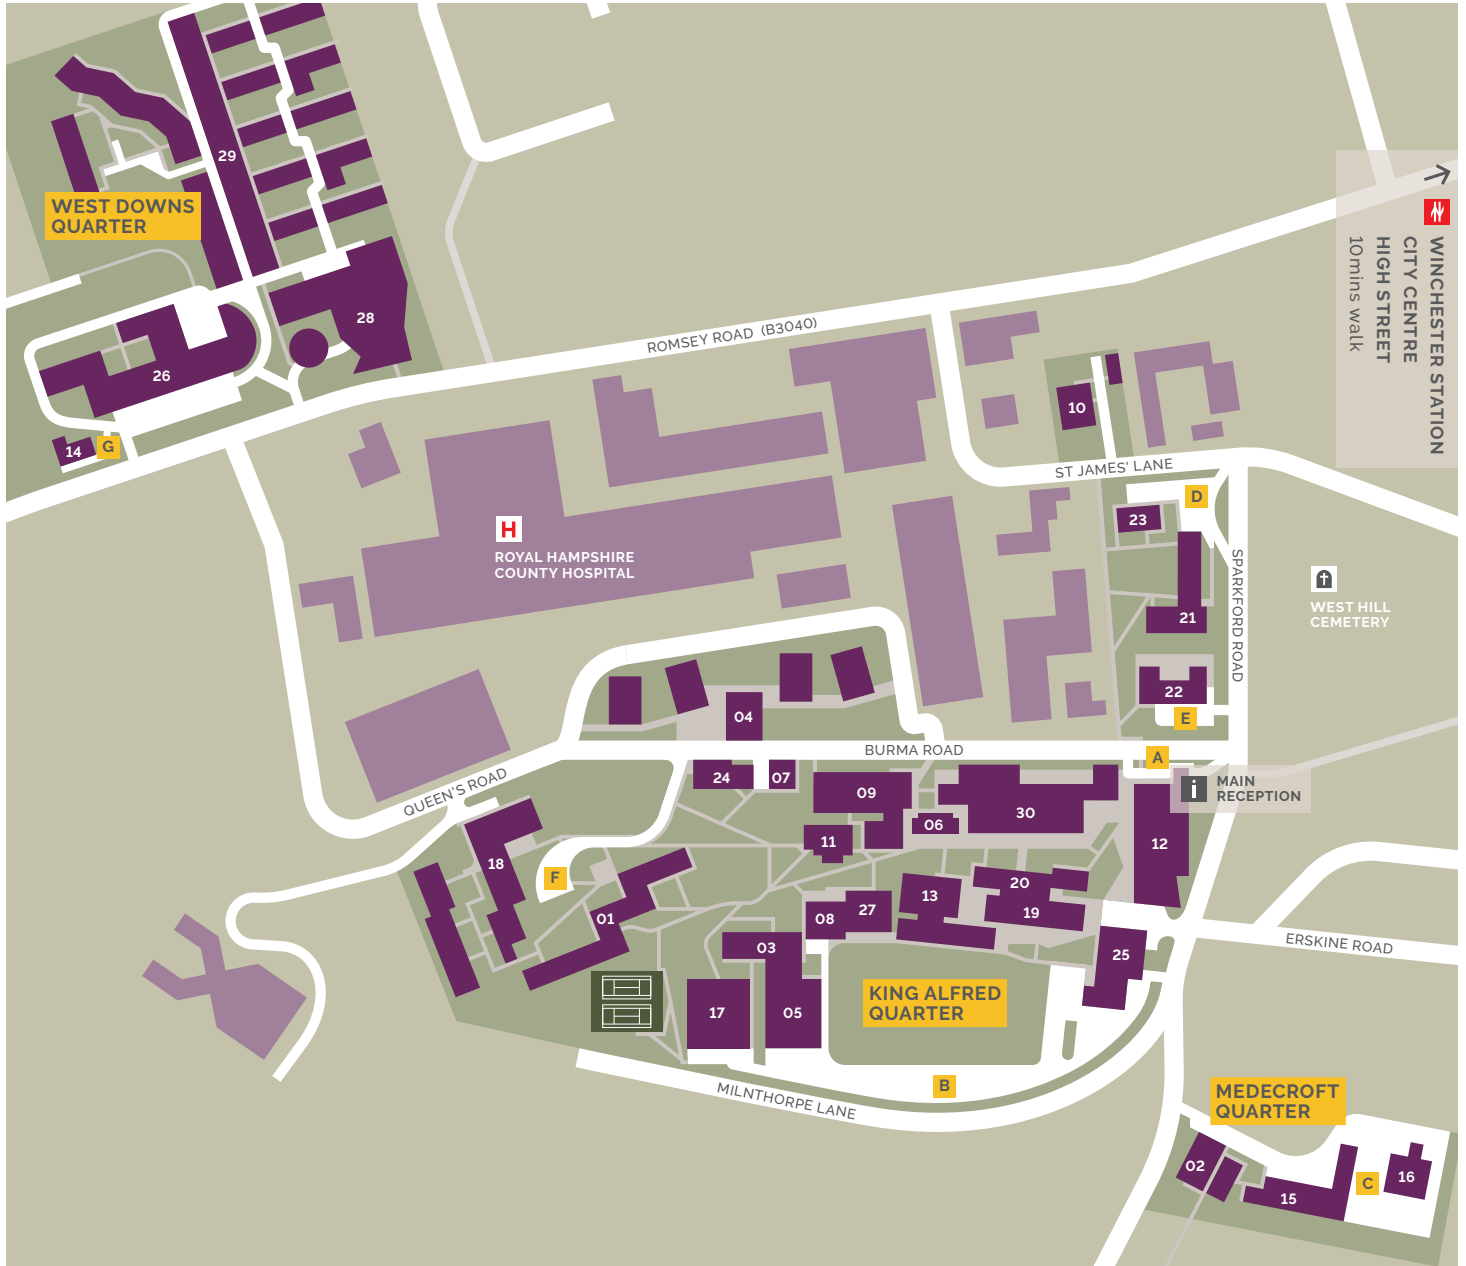 29
WEST DOWNS
QUARTER
28
26
14
G
ROMSEY ROAD (B3040)
WINCHESTER STATION
CITY CENTRE
HIGH STREET
10mins walk
10
ST JAMES' LANE
D
23
H
ROYAL HAMPSHIRE
COUNTY HOSPITAL
SPARKFORD ROAD
WEST HILL
CEMETERY
21
22
E
04
BURMA ROAD
A
QUEEN'S ROAD
24
07
09
i
MAIN
RECEPTION
30
06
11
12
18
F
20
13
19
27
08
01
03
25
ERSKINE ROAD
KING ALFRED
QUARTER
17
05
B
MILNTHORPE LANE
MEDECROFT
QUARTER
02
15
C
16